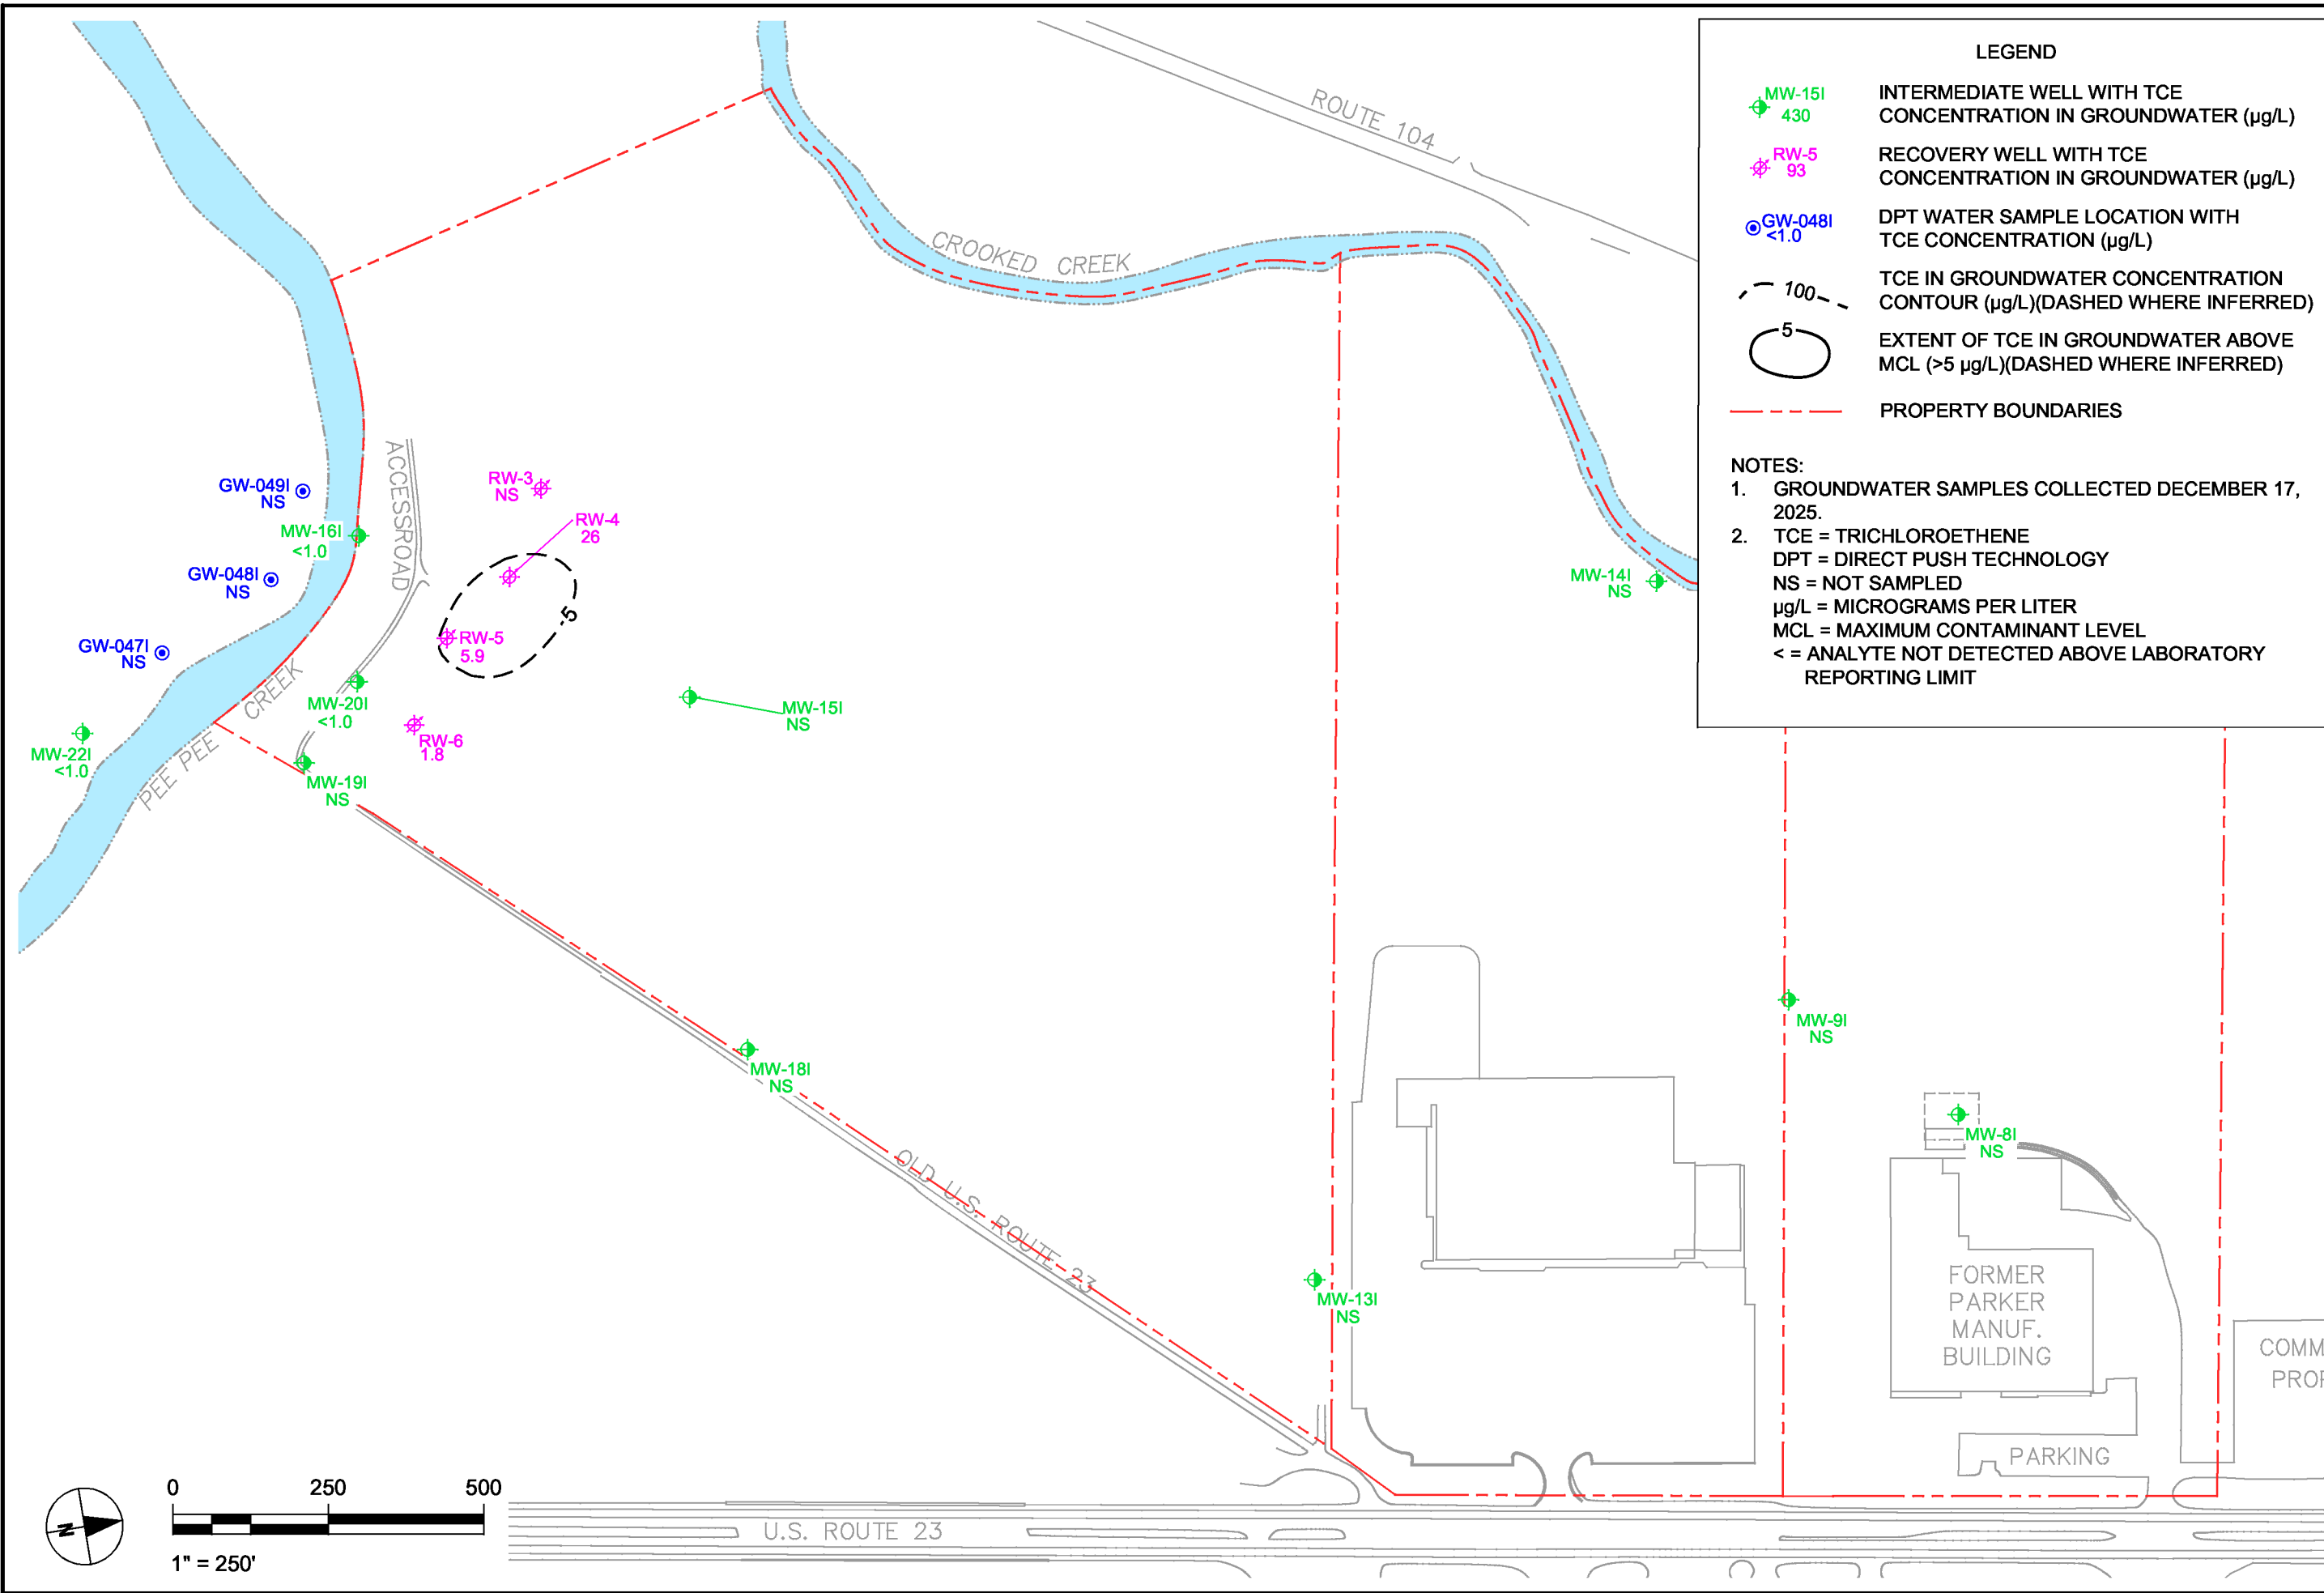 LEGEND
MW-15I
430
INTERMEDIATE WELL WITH TCE
CONCENTRATION IN GROUNDWATER (µg/L)
RW-5
93
RECOVERY WELL WITH TCE
CONCENTRATION IN GROUNDWATER (µg/L)
GW-048I
<1.0
DPT WATER SAMPLE LOCATION WITH
TCE CONCENTRATION (µg/L)
100
TCE IN GROUNDWATER CONCENTRATION
CONTOUR (µg/L)(DASHED WHERE INFERRED)
5
EXTENT OF TCE IN GROUNDWATER ABOVE
MCL (>5 µg/L)(DASHED WHERE INFERRED)
PROPERTY BOUNDARIES
NOTES:
1. GROUNDWATER SAMPLES COLLECTED DECEMBER 17,
2025.
2. TCE = TRICHLOROETHENE
DPT = DIRECT PUSH TECHNOLOGY
NS = NOT SAMPLED
µg/L = MICROGRAMS PER LITER
MCL = MAXIMUM CONTAMINANT LEVEL
< = ANALYTE NOT DETECTED ABOVE LABORATORY
REPORTING LIMIT
ROUTE 104
CROOKED CREEK
ACCESSROAD
GW-049I
NS
MW-16I
<1.0
GW-048I
NS
GW-047I
NS
RW-3
NS
RW-4
26
5
RW-5
5.9
MW-14I
NS
MW-20I
<1.0
RW-6
1.8
MW-15I
NS
MW-22I
<1.0
PEE PEE CREEK
MW-19I
NS
MW-18I
NS
MW-9I
NS
MW-8I
NS
OLD U.S. ROUTE 23
MW-13I
NS
FORMER
PARKER
MANUF.
BUILDING
COMM
PROP
PARKING
U.S. ROUTE 23
N
0 250 500
1" = 250'